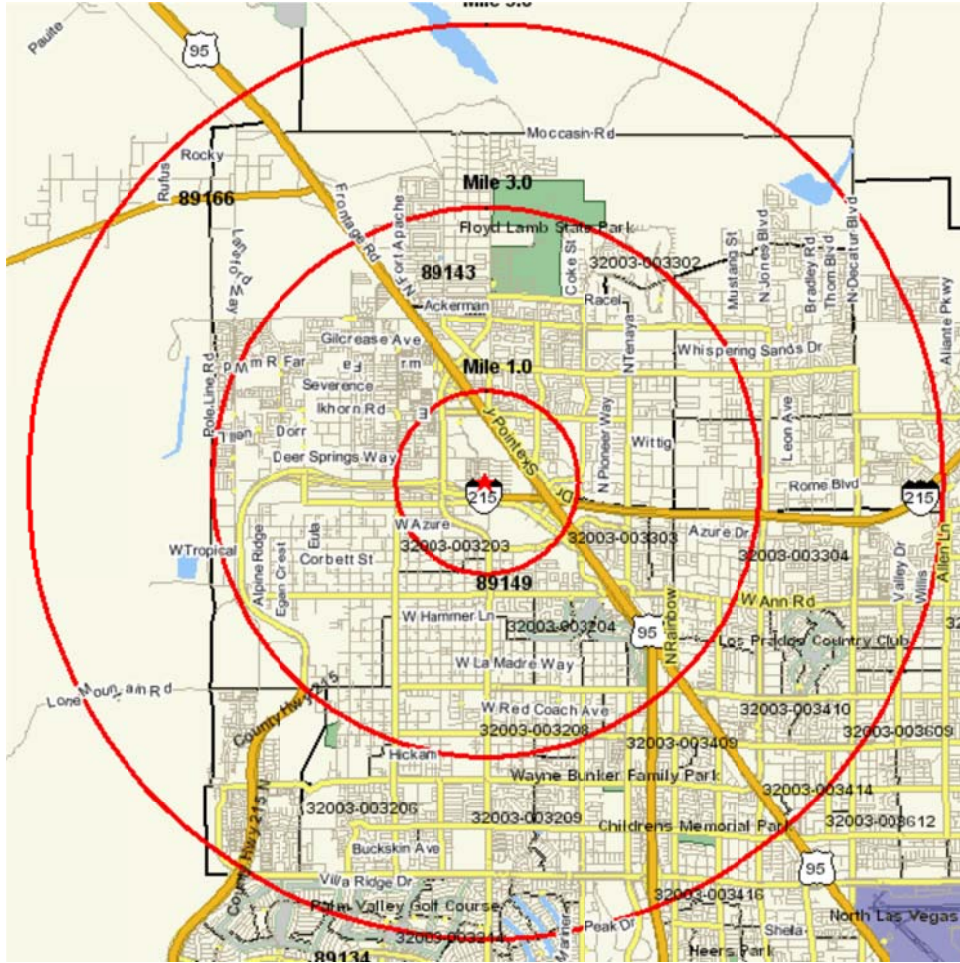 Paulte
95
Moccasin Rd
Rocky
Rufus
89166
Mile 3.0
Frontage Rd
N Fort Apache
Floyd Lamb State Park
Coke St
32003-003302
Mustang St
N Jones Blvd
Bradley Rd
Thom Blvd
N Decatur Blvd
89143
Ackerman
Racel
N Tenaya
Aliante Pkwy
Gilcrease Ave
Whispering Sands Dr
Mile 1.0
Pole Line Rd
Severence
Ikhorn Rd
Dorr
Deer Springs Way
N Pioneer Way
Wittig
Leon Ave
Rome Blvd
215
215
W Azure
32003-003203
32003-003303
Azure Dr
32003-003304
W Tropical
Alpine Ridge
Egan Crest
Eula
Corbett St
Valley Dr
Willis
Allen Ln
89149
W Ann Rd
W Hammer Ln
32003-003204
95
N Rainbow
Los Prados Country Club
W La Madre Way
Lone Mountain Rd
County Hwy 215
W Red Coach Ave
32003-003410
32003-003208
32003-003409
32003-003609
Hickam
Wayne Bunker Family Park
32003-003414
32003-003206
32003-003209
Childrens Memorial Park
32003-003612
Buckskin Ave
95
Villa Ridge Dr
32003-003416
Palm Valley Golf Course
North Las Vegas
Mariner
Peak Dr
Sheila
Heers Park
89134